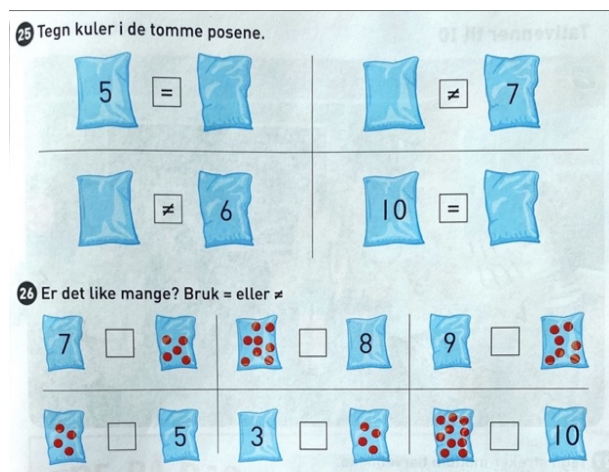 25 Tegn kuler i de tomme posene.
5 =
≠ 7
≠ 6
10 =
26 Er det like mange? Bruk = eller ≠
7 8 9
5 3 10